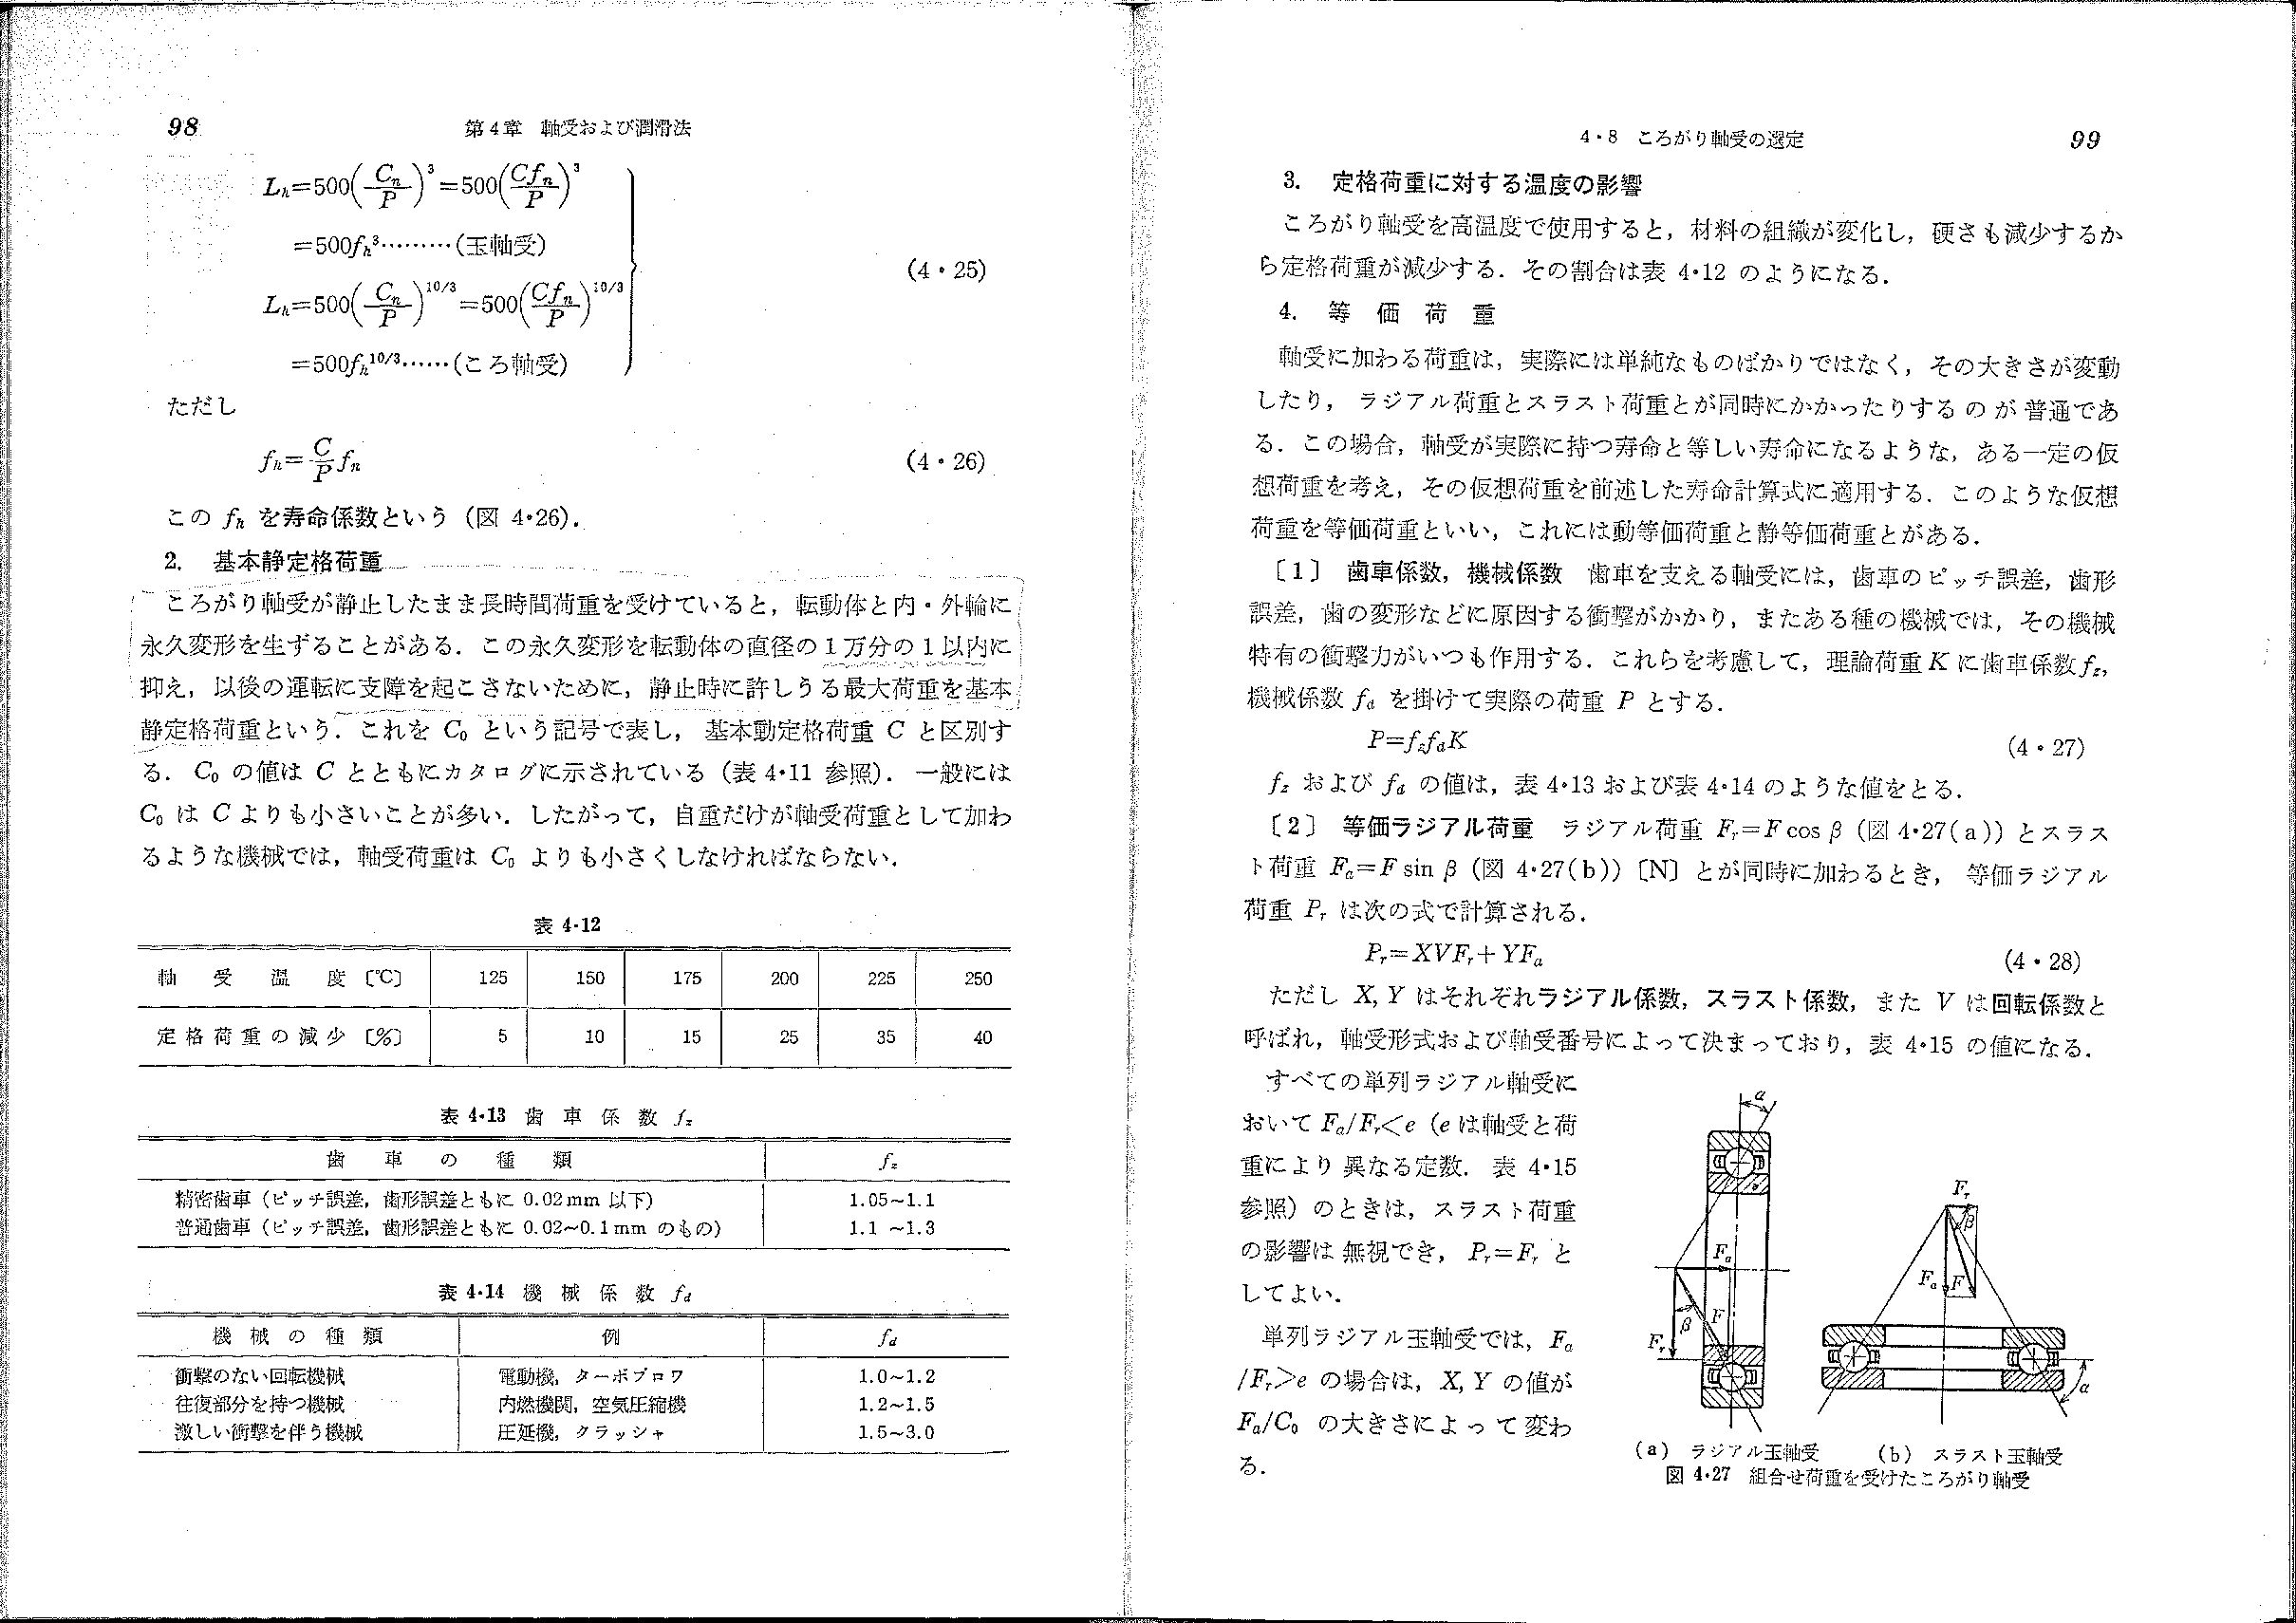 98 第4章 軸受および潤滑法
L_h=500(C_n/P)^3=500(Cf_n/P)^3
=500f_h^3………(玉軸受)
L_h=500(C_n/P)^{10/3}=500(Cf_n/P)^{10/3}
=500f_h^{10/3}……(ころ軸受)
(4・25)
ただし
f_h=C/P f_n (4・26)
この f_h を寿命係数という（図 4・26）．
2. 基本静定格荷重
ころがり軸受が静止したまま長時間荷重を受けていると，転動体と内・外輪に
永久変形を生ずることがある．この永久変形を転動体の直径の1万分の1以内に
抑え，以後の運転に支障を起こさないために，静止時に許しうる最大荷重を基本
静定格荷重という．これを C_0 という記号で表し，基本動定格荷重 C と区別す
る．C_0 の値は C とともにカタログに示されている（表 4・11 参照）．一般には
C_0 は C よりも小さいことが多い．したがって，自重だけが軸受荷重として加わ
るような機械では，軸受荷重は C_0 よりも小さくしなければならない．
表 4・12
軸受温度〔℃〕 125 150 175 200 225 250
定格荷重の減少〔%〕 5 10 15 25 35 40
表 4・13 歯車係数 f_z
歯車の種類 f_z
精密歯車（ピッチ誤差，歯形誤差ともに 0.02mm 以下） 1.05~1.1
普通歯車（ピッチ誤差，歯形誤差ともに 0.02~0.1mm のもの） 1.1 ~1.3
表 4・14 機械係数 f_d
機械の種類 例 f_d
衝撃のない回転機械 電動機，ターボブロワ 1.0~1.2
往復部分を持つ機械 内燃機関，空気圧縮機 1.2~1.5
激しい衝撃を伴う機械 圧延機，クラッシャ 1.5~3.0
4・8 ころがり軸受の選定 99
3. 定格荷重に対する温度の影響
ころがり軸受を高温度で使用すると，材料の組織が変化し，硬さも減少するか
ら定格荷重が減少する．その割合は表 4・12 のようになる．
4. 等価荷重
軸受に加わる荷重は，実際には単純なものばかりではなく，その大きさが変動
したり，ラジアル荷重とスラスト荷重とが同時にかかったりするのが普通であ
る．この場合，軸受が実際に持つ寿命と等しい寿命になるような，ある一定の仮
想荷重を考え，その仮想荷重を前述した寿命計算式に適用する．このような仮想
荷重を等価荷重といい，これには動等価荷重と静等価荷重とがある．
〔1〕 歯車係数，機械係数 歯車を支える軸受には，歯車のピッチ誤差，歯形
誤差，歯の変形などに原因する衝撃がかかり，またある種の機械では，その機械
特有の衝撃力がいつも作用する．これらを考慮して，理論荷重 K に歯車係数 f_z，
機械係数 f_d を掛けて実際の荷重 P とする．
P=f_z f_d K (4・27)
f_z および f_d の値は，表 4・13 および表 4・14 のような値をとる．
〔2〕 等価ラジアル荷重 ラジアル荷重 F_r=F cos β（図 4・27(a)）とスラス
ト荷重 F_a=F sin β（図 4・27(b)）〔N〕とが同時に加わるとき，等価ラジアル
荷重 P_r は次の式で計算される．
P_r=XVF_r+YF_a (4・28)
ただし X, Y はそれぞれラジアル係数，スラスト係数，また V は回転係数と
呼ばれ，軸受形式および軸受番号によって決まっており，表 4・15 の値になる．
すべての単列ラジアル軸受に
おいて F_a/F_r<e（e は軸受と荷
重により異なる定数．表 4・15
参照）のときは，スラスト荷重
の影響は無視でき，P_r=F_r と
してよい．
単列ラジアル玉軸受では，F_a
/F_r>e の場合は，X, Y の値が
F_a/C_0 の大きさによって変わ
る．
α
F_a
F
β
F_r
F_r
β
F_a F
α
(a) ラジアル玉軸受 (b) スラスト玉軸受
図 4・27 組合せ荷重を受けたころがり軸受